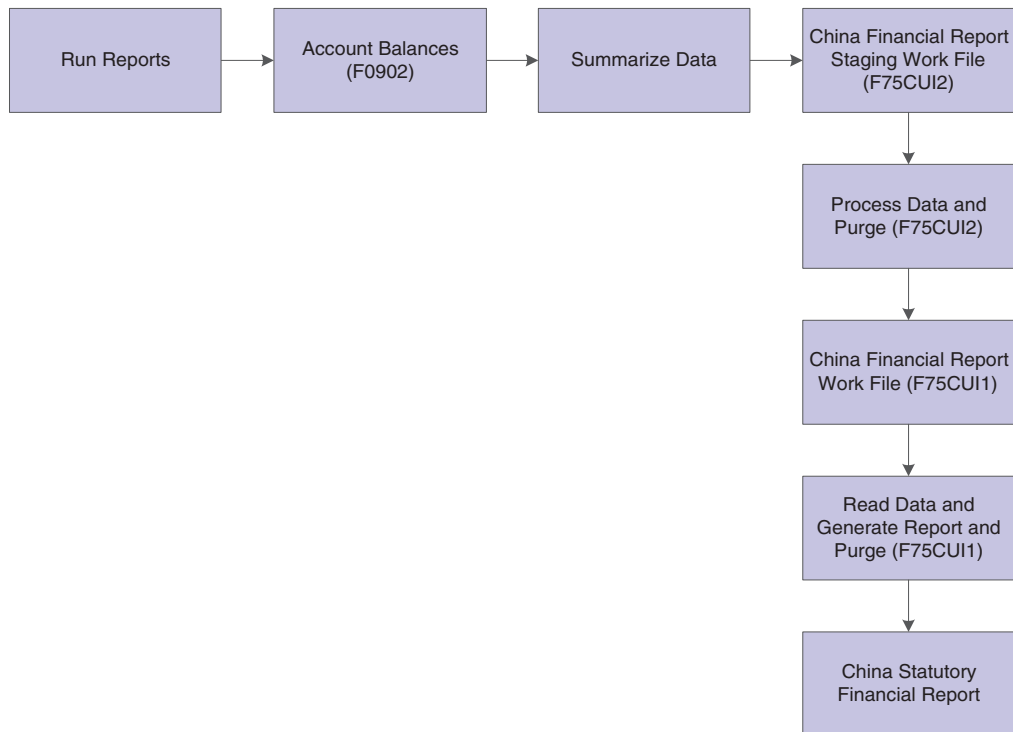 Run Reports
Account Balances
(F0902)
Summarize Data
China Financial Report
Staging Work File
(F75CUI2)
Process Data and
Purge (F75CUI2)
China Financial Report
Work File (F75CUI1)
Read Data and
Generate Report and
Purge (F75CUI1)
China Statutory
Financial Report